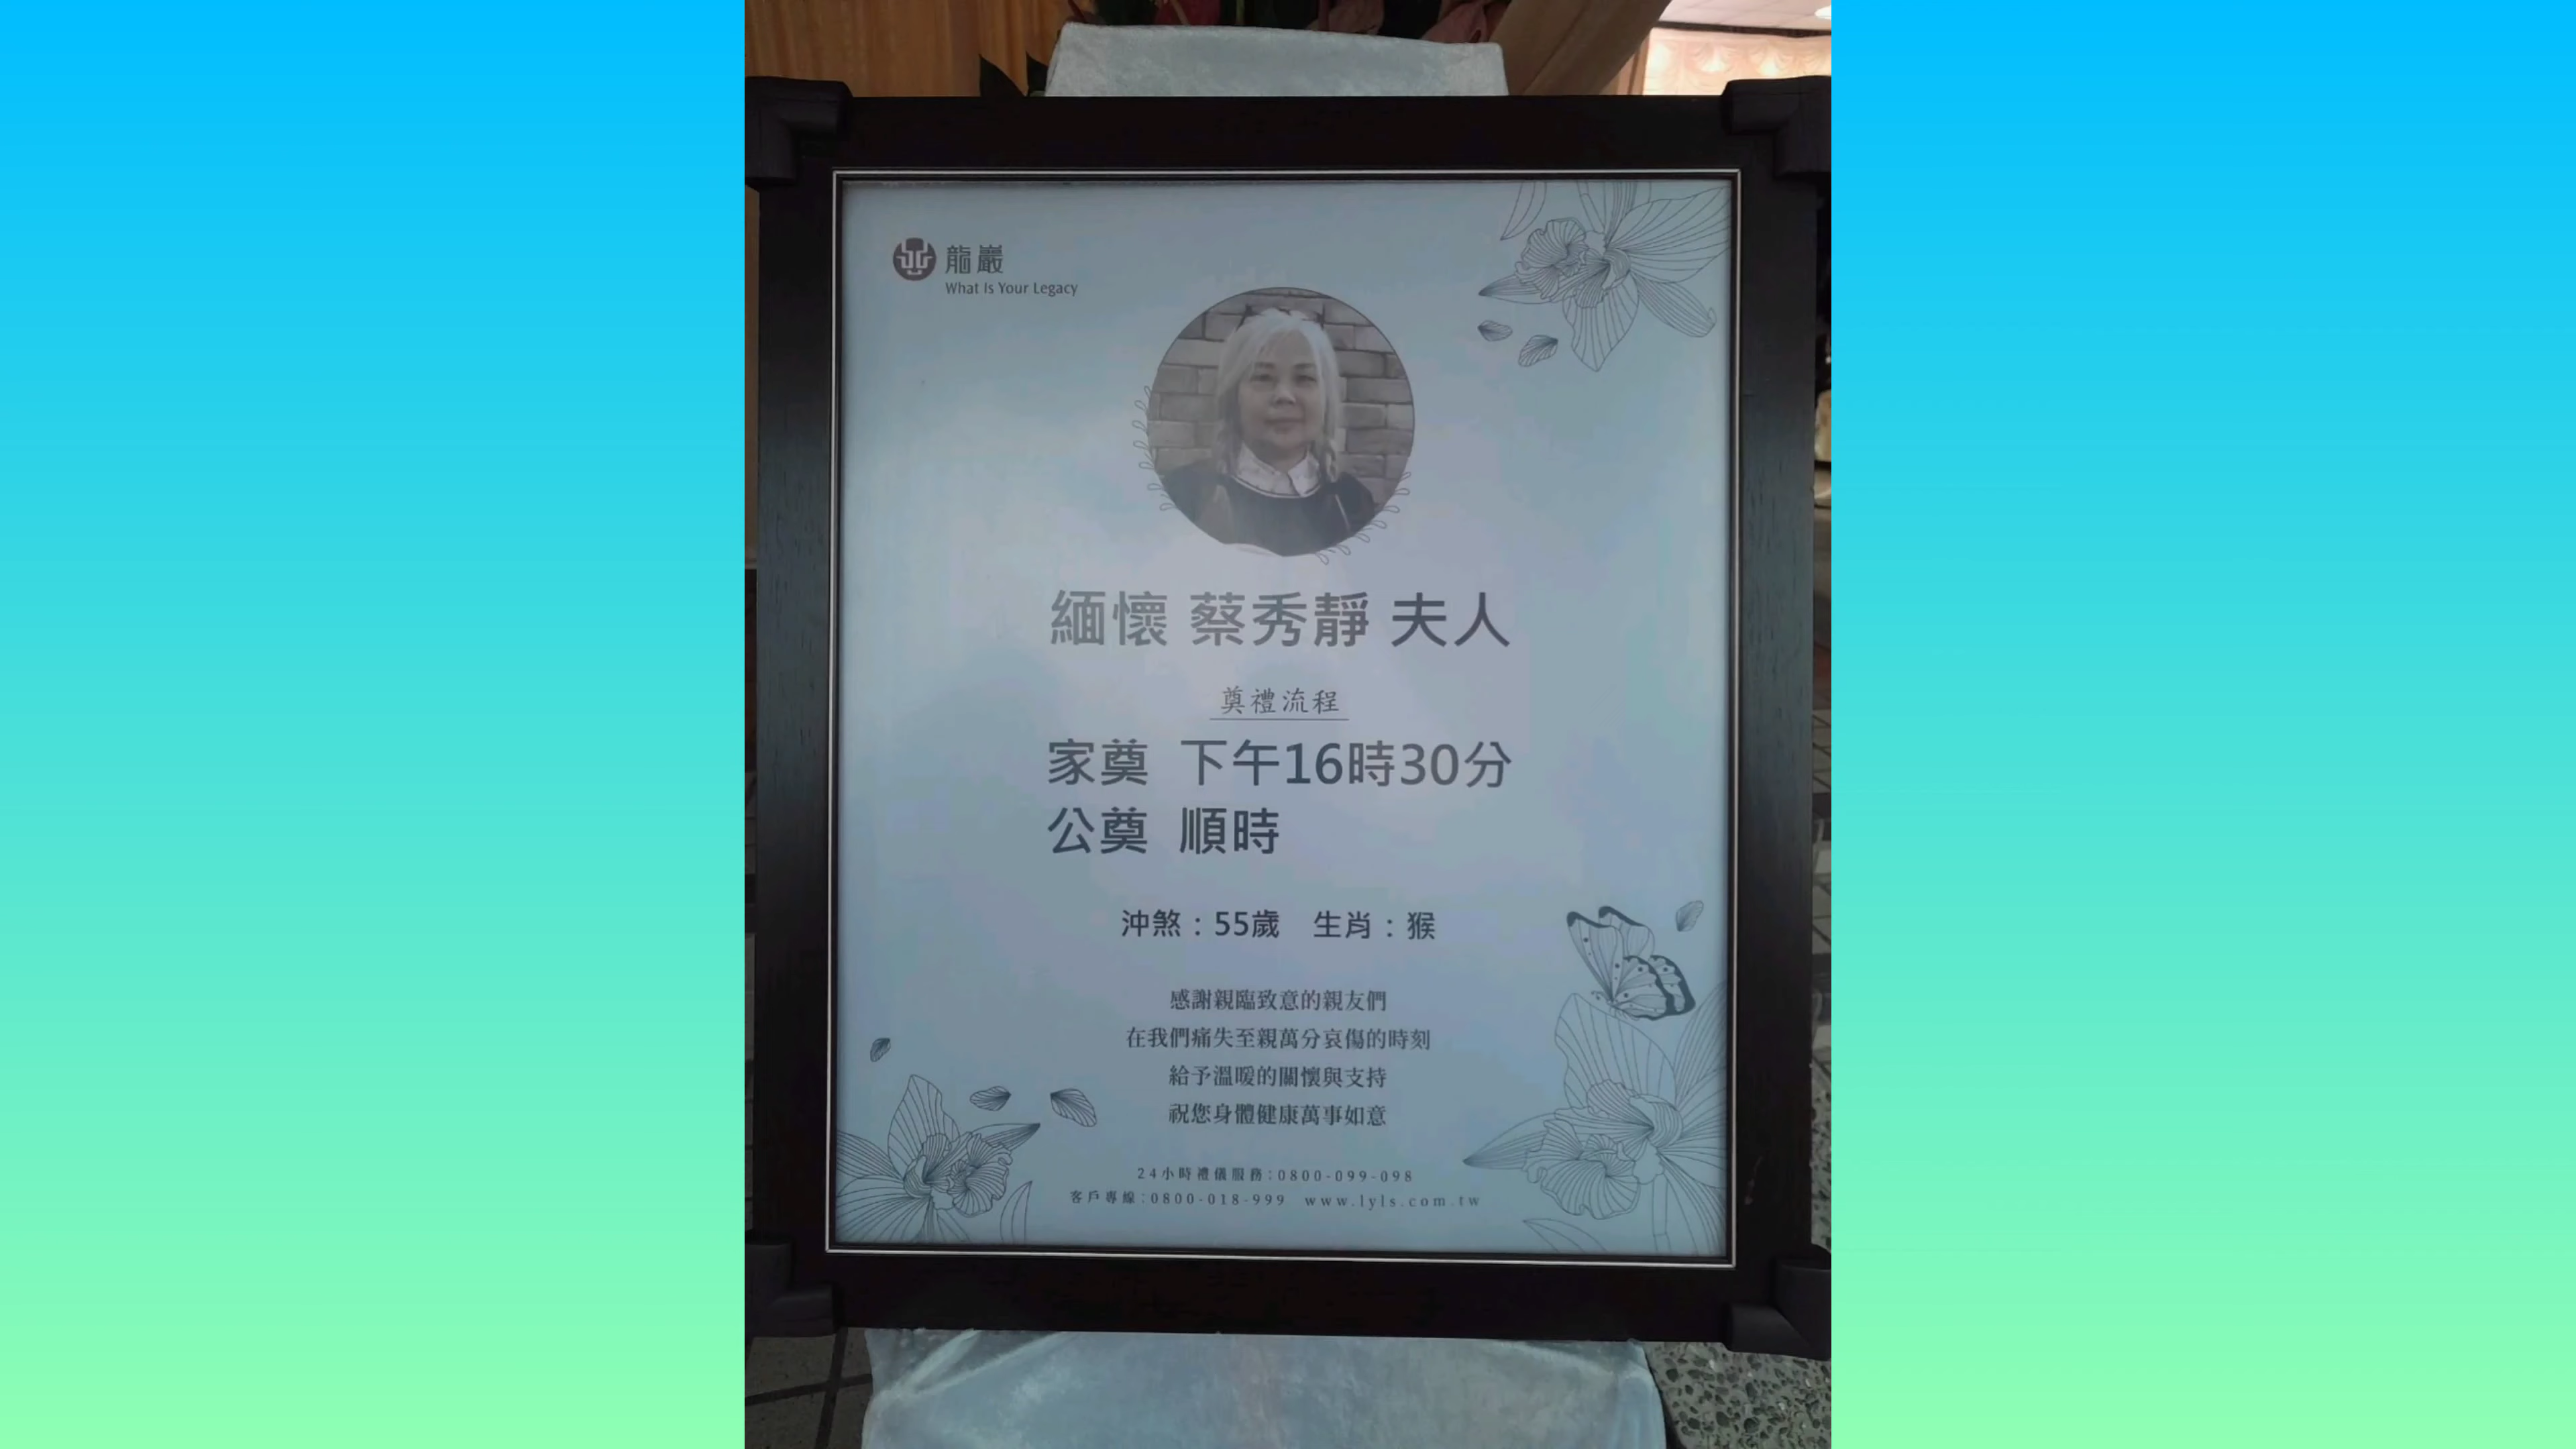 龍巖
What Is Your Legacy
緬懷 蔡秀靜 夫人
奠禮流程
家奠 下午16時30分
公奠 順時
沖煞：55歲 生肖：猴
感謝親臨致意的親友們
在我們痛失至親萬分哀傷的時刻
給予溫暖的關懷與支持
祝您身體健康萬事如意
24小時禮儀服務：0800-099-098
客戶專線：0800-018-999 www.lyls.com.tw